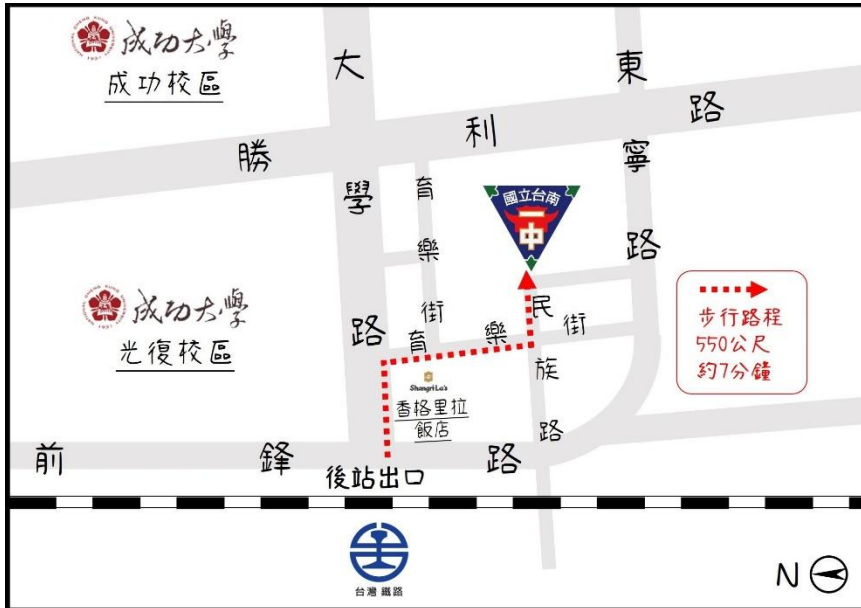 成功大學
成功校區
大學路
東寧路
勝利路
育樂街
國立台南
一中
成功大學
光復校區
步行路程
550公尺
約7分鐘
育樂街
民族路
Shangri-La's
香格里拉
飯店
前鋒路
後站出口
台灣鐵路
N